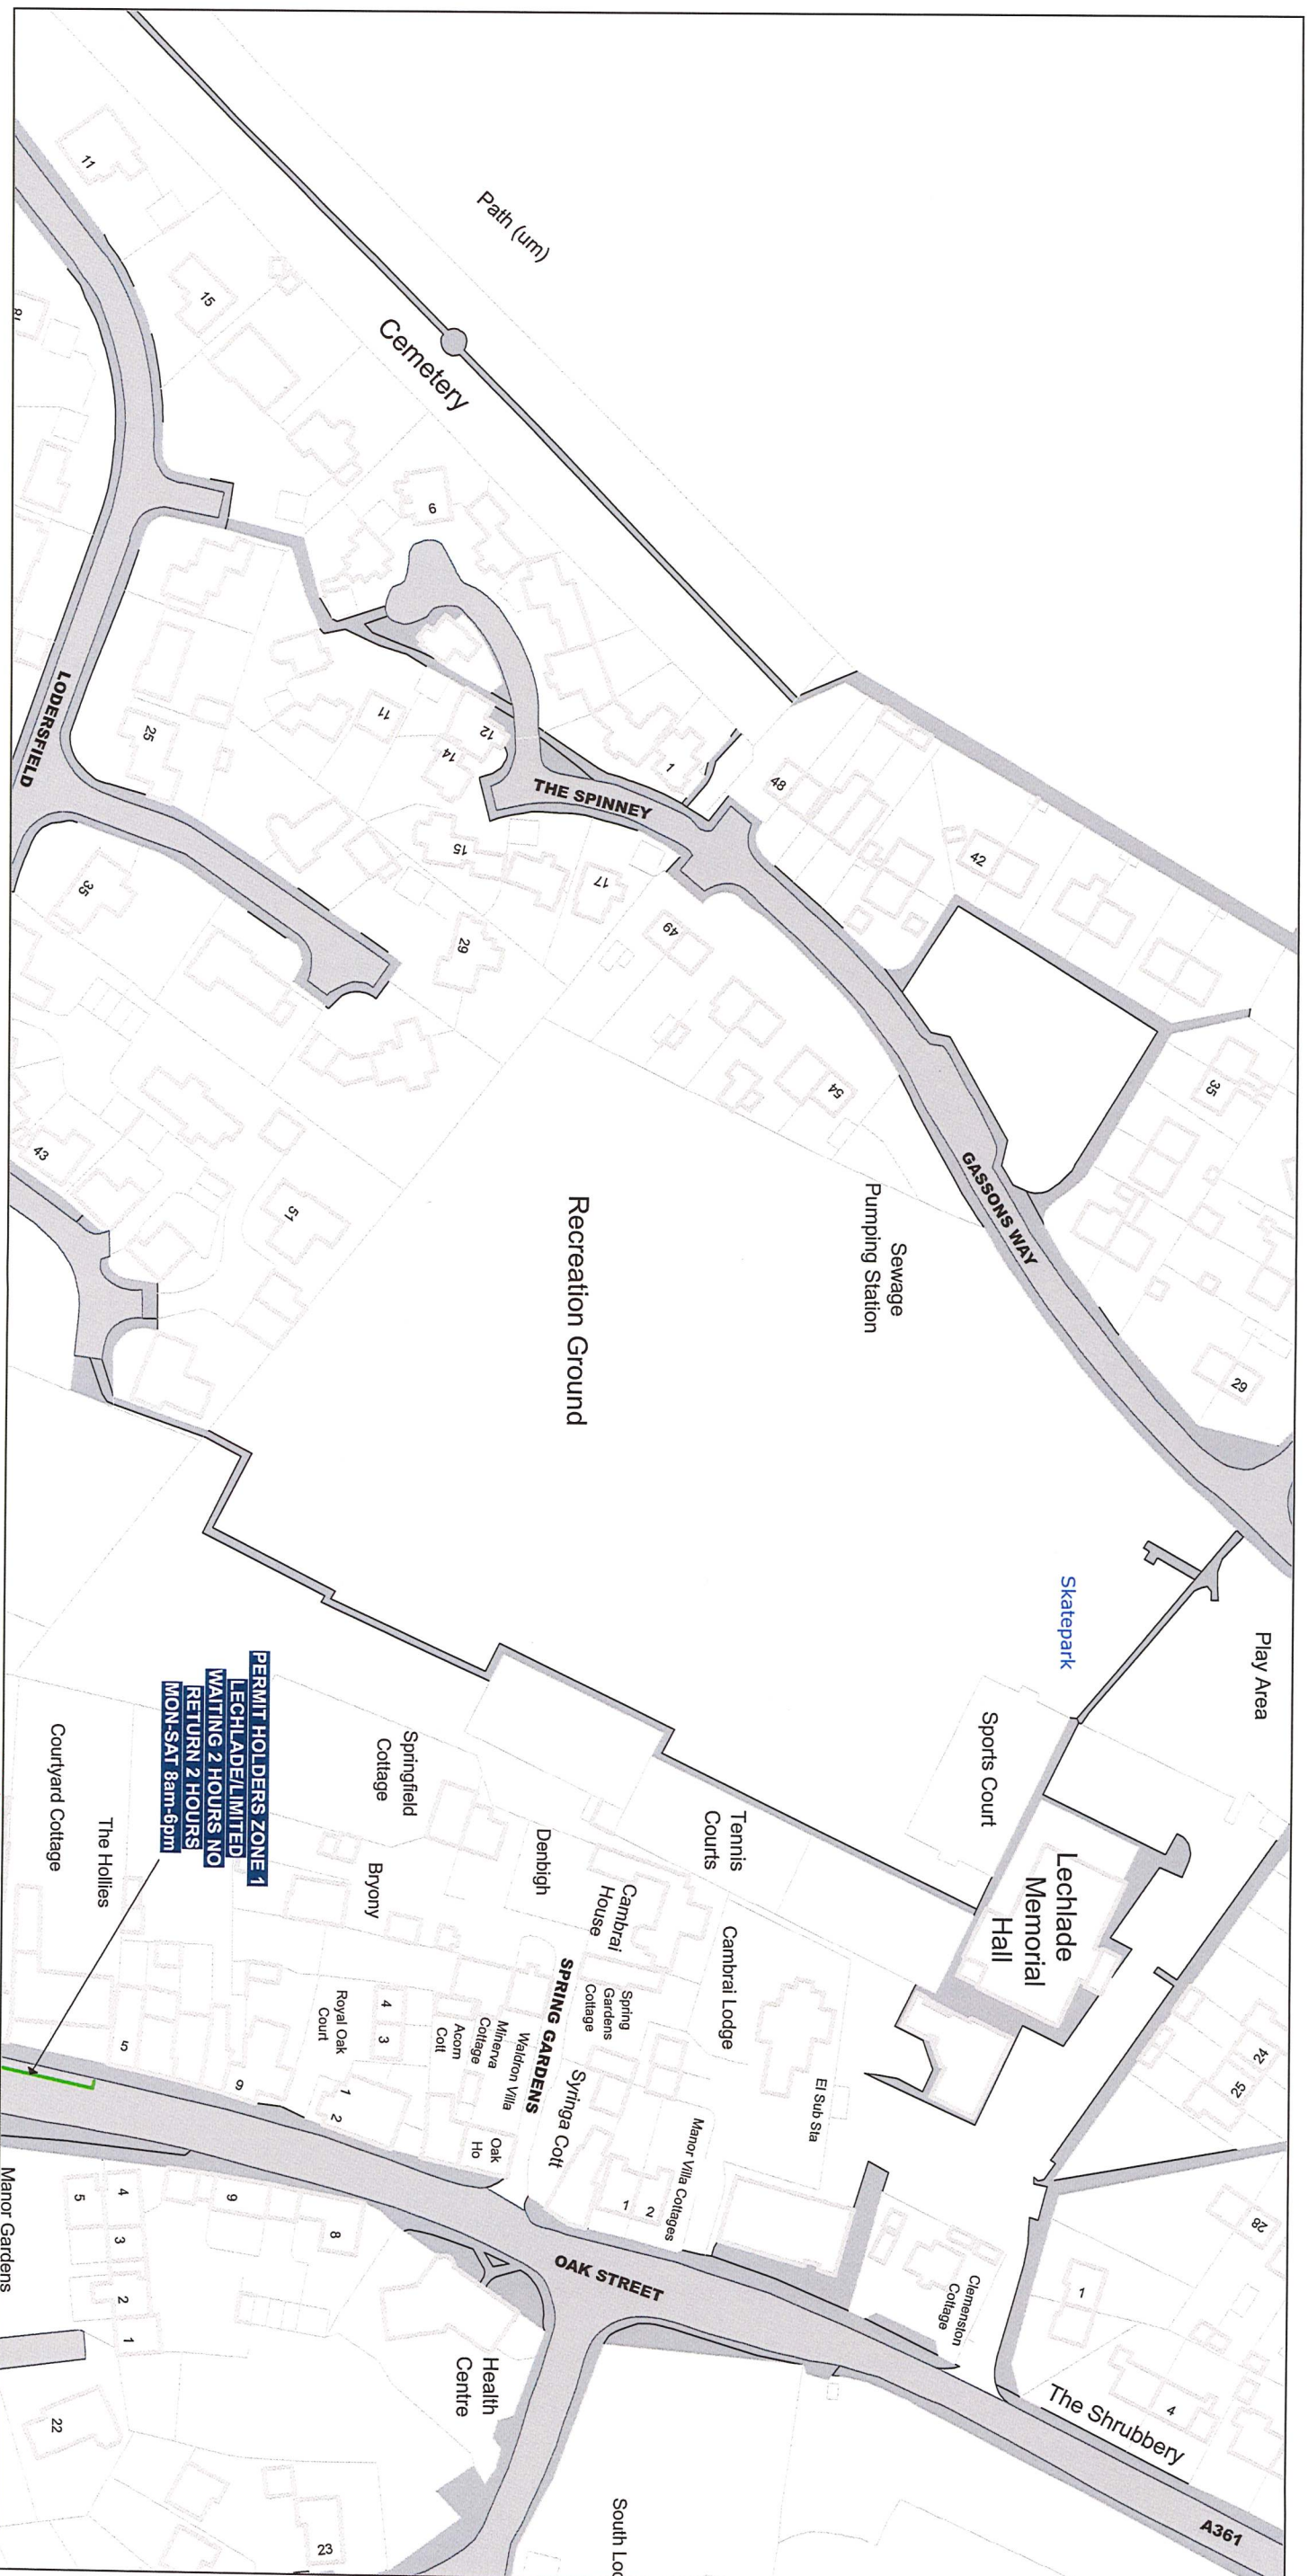 Play Area
A361
28
24
25
29
35
The Shrubbery
4
1
Skatepark
Lechlade
Memorial
Hall
Sports Court
GASSONS WAY
42
Clemenston
Cottage
Sewage
Pumping Station
54
El Sub Sta
48
Tennis
Courts
Cambrai Lodge
Manor Villa Cottages
1
2
49
1
17
THE SPINNEY
Recreation Ground
Cambrai
House
Spring
Gardens
Cottage
Syringa Cott
OAK STREET
SPRING GARDENS
Path (um)
Cemetery
Denbigh
Waldron Villa
Minerva
Cottage
Acorn
Cott
Oak
Ho
Health
Centre
12
14
15
29
6
11
Springfield
Cottage
Bryony
4
3
Royal Oak
Court
1
2
8
23
51
PERMIT HOLDERS ZONE 1
LECHLADE/LIMITED
WAITING 2 HOURS NO
RETURN 2 HOURS
MON-SAT 8am-6pm
9
9
15
25
11
35
The Hollies
5
4
3
2
1
5
Courtyard Cottage
22
43
LODERSFIELD
Manor Gardens